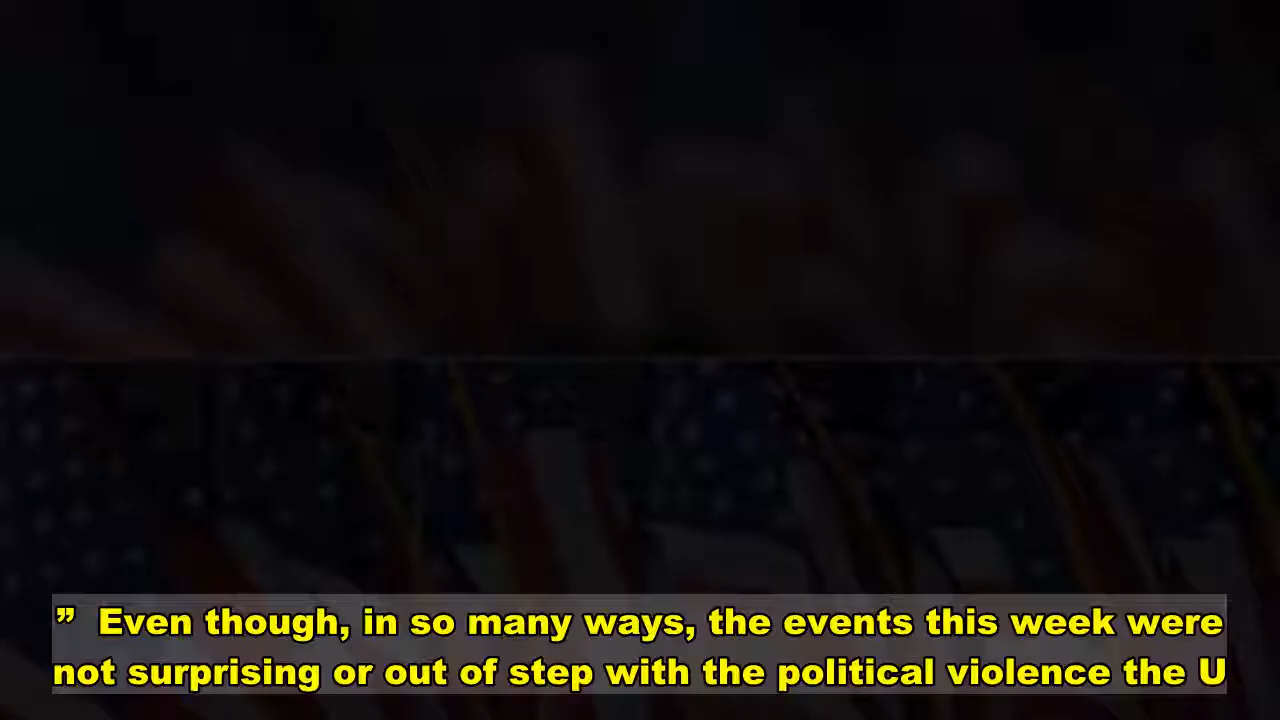 ”  Even though, in so many ways, the events this week were
not surprising or out of step with the political violence the U